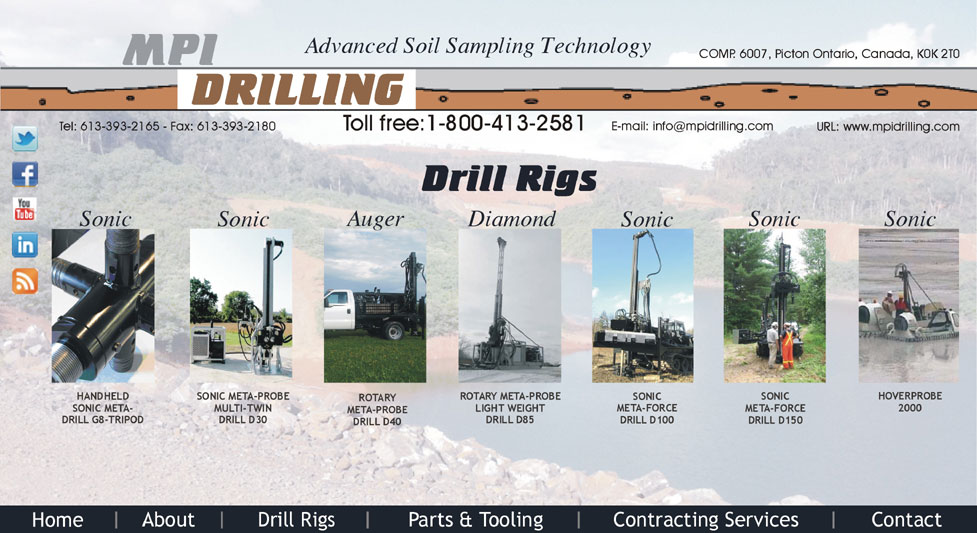 MPI
DRILLING
Advanced Soil Sampling Technology
COMP. 6007, Picton Ontario, Canada, K0K 2T0
Tel: 613-393-2165 - Fax: 613-393-2180
Toll free:1-800-413-2581
E-mail: info@mpidrilling.com
URL: www.mpidrilling.com
You
Tube
Drill Rigs
Sonic
HANDHELD
SONIC META-
DRILL G8-TRIPOD
Sonic
SONIC META-PROBE
MULTI-TWIN
DRILL D30
Auger
ROTARY
META-PROBE
DRILL D40
Diamond
ROTARY META-PROBE
LIGHT WEIGHT
DRILL D85
Sonic
SONIC
META-FORCE
DRILL D100
Sonic
SONIC
META-FORCE
DRILL D150
Sonic
HOVERPROBE
2000
Home | About | Drill Rigs | Parts & Tooling | Contracting Services | Contact